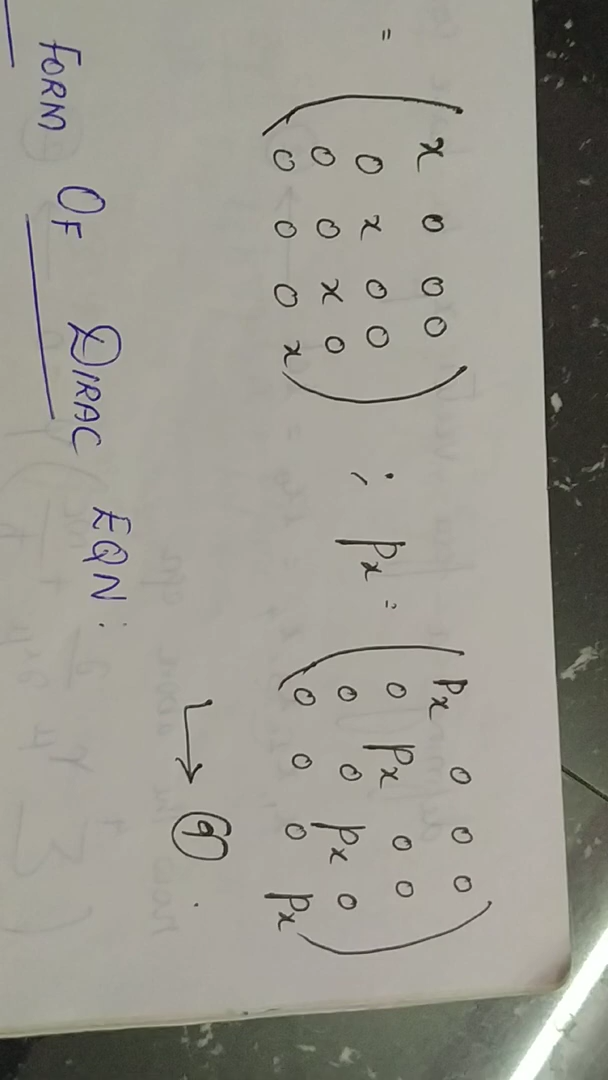 = ( x 0 0 0 ; pₓ = ( pₓ 0 0 0
0 x 0 0 0 pₓ 0 0
0 0 x 0 0 0 pₓ 0
0 0 0 x ) 0 0 0 pₓ )
↳ (9)
FORM OF DIRAC EQN: